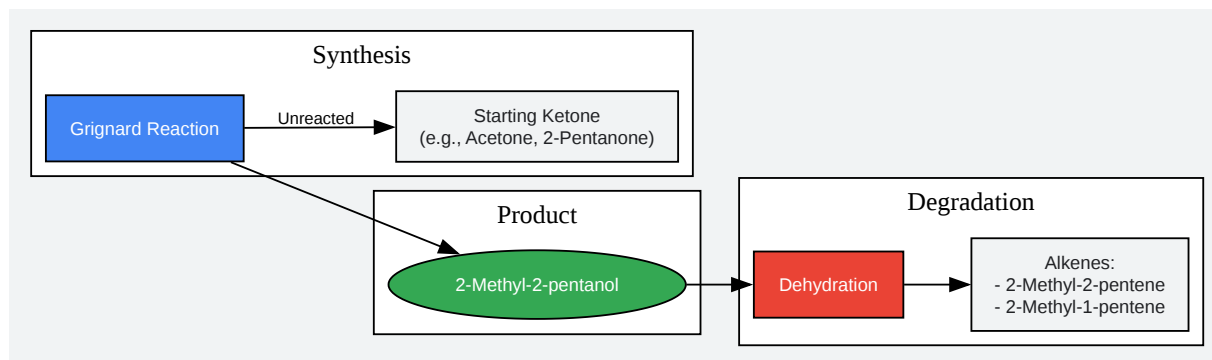 Synthesis
Grignard Reaction
Unreacted
Starting Ketone
(e.g., Acetone, 2-Pentanone)
Product
2-Methyl-2-pentanol
Degradation
Dehydration
Alkenes:
- 2-Methyl-2-pentene
- 2-Methyl-1-pentene